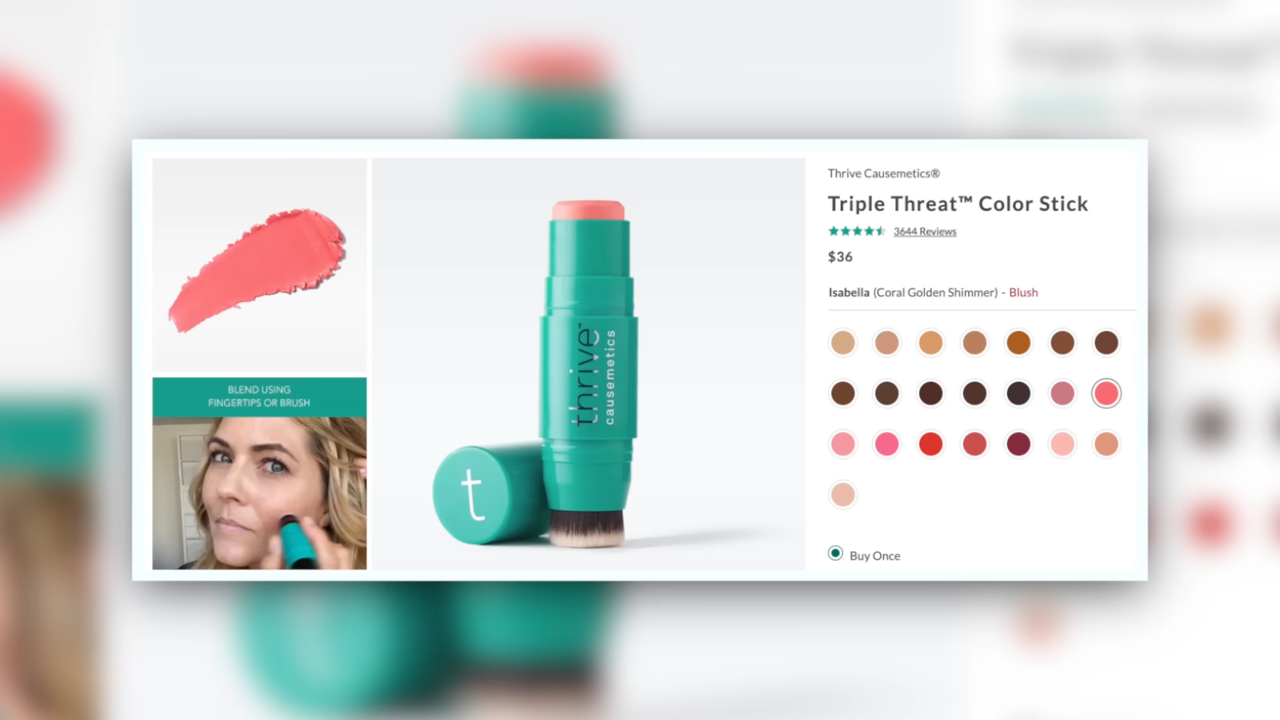 BLEND USING
FINGERTIPS OR BRUSH
thrive™
causemetics
t
Thrive Causemetics®
Triple Threat™ Color Stick
3644 Reviews
$36
Isabella (Coral Golden Shimmer) - Blush
Buy Once